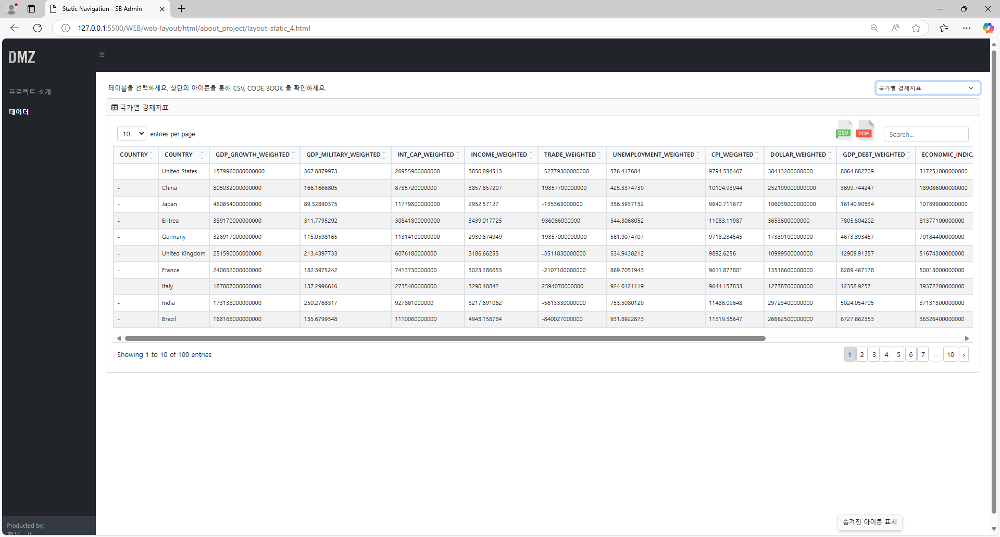 Static Navigation - SB Admin
127.0.0.1:5500/WEB/web-layout/html/about_project/layout-static_4.html
DMZ
프로젝트 소개
데이터
테이블을 선택하세요. 상단의 아이콘을 통해 CSV, CODE BOOK 을 확인하세요.
국가별 경제지표
국가별 경제지표
10 entries per page
CSV PDF Search...
COUNTRY COUNTRY GDP_GROWTH_WEIGHTED GDP_MILITARY_WEIGHTED INT_CAP_WEIGHTED INCOME_WEIGHTED TRADE_WEIGHTED UNEMPLOYMENT_WEIGHTED CPI_WEIGHTED DOLLAR_WEIGHTED GDP_DEBT_WEIGHTED ECONOMIC_INDIC
- United States 1579960000000000 367.8879973 26955900000000 3850.894513 -52779300000000 576.417684 9794.538467 38413200000000 8064.882709 317251000000000
- China 805032000000000 166.1666805 8735720000000 3857.657207 19857700000000 425.3374739 10104.93944 252199000000000 3699.744247 189086000000000
- Japan 480654000000000 89.32890375 11779800000000 2952.57127 -135363000000 356.5937132 9640.711677 106039000000000 16140.90534 107899000000000
- Eritrea 389170000000000 311.7795292 30841800000000 3439.017725 936086000000 544.3068052 11083.11987 3653600000000 7805.504202 81377100000000
- Germany 326917000000000 115.0598165 11314100000000 2930.674949 19357000000000 561.9074707 9718.234545 17339100000000 4673.393457 70184400000000
- United Kingdom 251590000000000 213.4397733 6076180000000 3186.66255 -3511830000000 534.9438212 9892.6256 10999500000000 12909.91357 51674300000000
- France 240652000000000 182.3975242 7413730000000 3023.286653 -2107100000000 869.7051943 9611.877801 13518600000000 8289.467178 50013000000000
- Italy 187807000000000 137.2996616 2735480000000 3290.48842 2594070000000 924.0121119 9644.157833 12778700000000 12358.9257 39372200000000
- India 173138000000000 250.2768317 927861000000 3217.691062 -5613330000000 753.5080129 11486.09648 29723400000000 5024.054705 37131300000000
- Brazil 168166000000000 135.6799548 1110060000000 4943.158784 -840027000000 931.8922873 11319.35647 26662500000000 6727.662353 36326400000000
Showing 1 to 10 of 100 entries
1 2 3 4 5 6 7 ... 10 ›
Producted by:
숨겨진 아이콘 표시